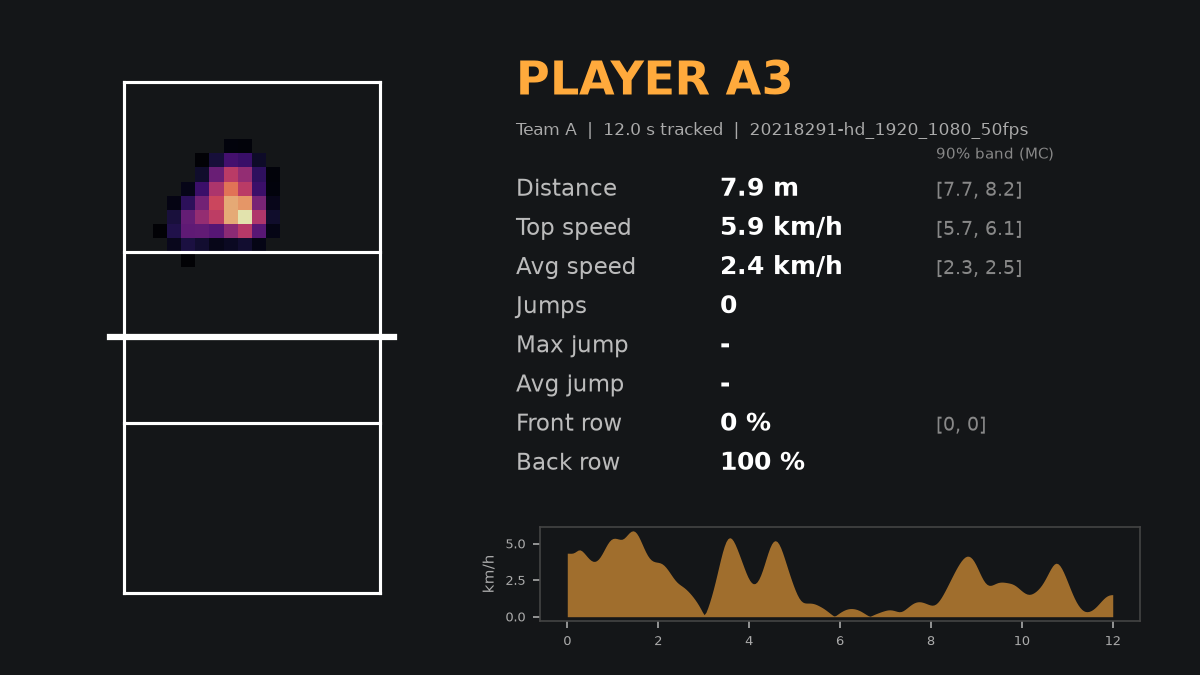 PLAYER A3
Team A | 12.0 s tracked | 20218291-hd_1920_1080_50fps
90% band (MC)
Distance 7.9 m [7.7, 8.2]
Top speed 5.9 km/h [5.7, 6.1]
Avg speed 2.4 km/h [2.3, 2.5]
Jumps 0
Max jump -
Avg jump -
Front row 0 % [0, 0]
Back row 100 %
km/h
5.0
2.5
0.0
0 2 4 6 8 10 12